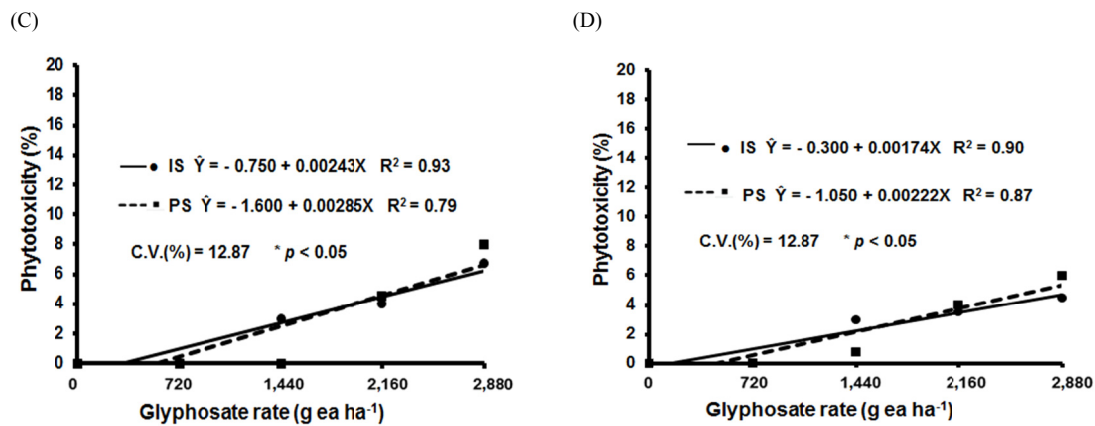 (C)
20
18
16
14
12
10
8
6
4
2
0
Phytotoxicity (%)
IS Ŷ = - 0.750 + 0.00243X R² = 0.93
PS Ŷ = - 1.600 + 0.00285X R² = 0.79
C.V.(%) = 12.87 * p < 0.05
0 720 1,440 2,160 2,880
Glyphosate rate (g ea ha⁻¹)
(D)
20
18
16
14
12
10
8
6
4
2
0
Phytotoxicity (%)
IS Ŷ = - 0.300 + 0.00174X R² = 0.90
PS Ŷ = - 1.050 + 0.00222X R² = 0.87
C.V.(%) = 12.87 * p < 0.05
0 720 1,440 2,160 2,880
Glyphosate rate (g ea ha⁻¹)